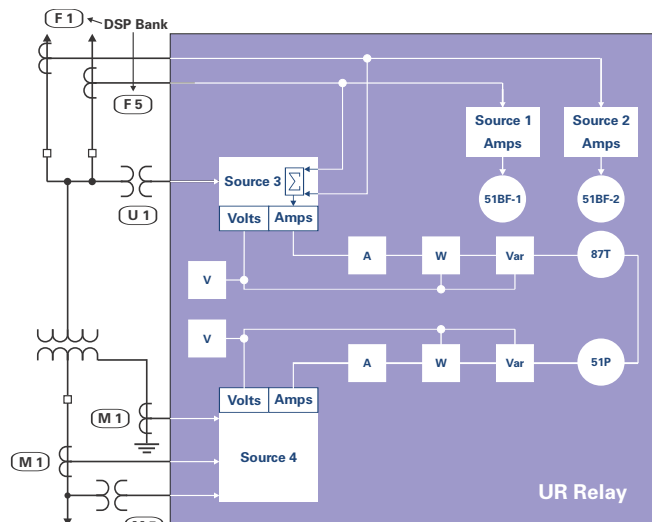 F 1
DSP Bank
F 5
Source 1
Amps
Source 2
Amps
Source 3
Σ
51BF-1
51BF-2
U 1
Volts
Amps
A
W
Var
87T
V
V
A
W
Var
51P
Volts
Amps
M 1
M 1
Source 4
UR Relay